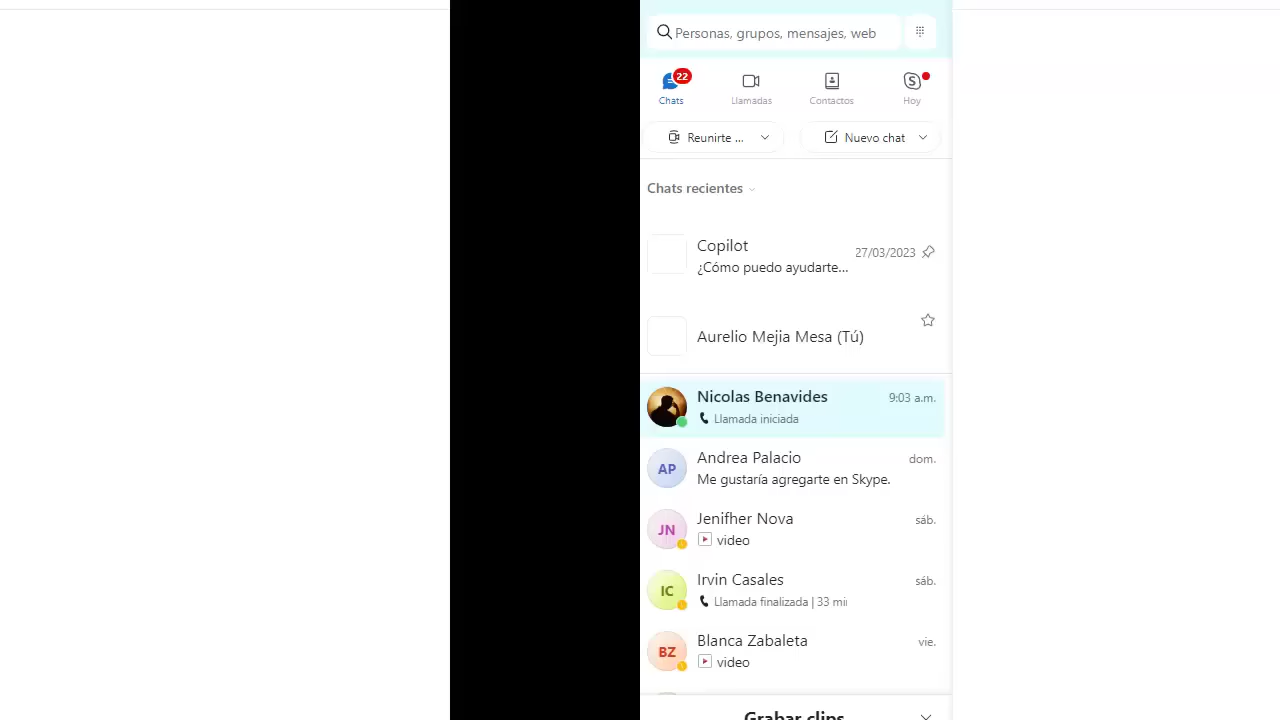 Personas, grupos, mensajes, web
22
Chats
Llamadas
Contactos
Hoy
Reunirte ...
Nuevo chat
Chats recientes
Copilot
27/03/2023
¿Cómo puedo ayudarte...
Aurelio Mejia Mesa (Tú)
Nicolas Benavides
9:03 a.m.
Llamada iniciada
AP
Andrea Palacio
dom.
Me gustaría agregarte en Skype.
JN
Jenifher Nova
sáb.
video
IC
Irvin Casales
sáb.
Llamada finalizada | 33 mi
BZ
Blanca Zabaleta
vie.
video
Grabar clips